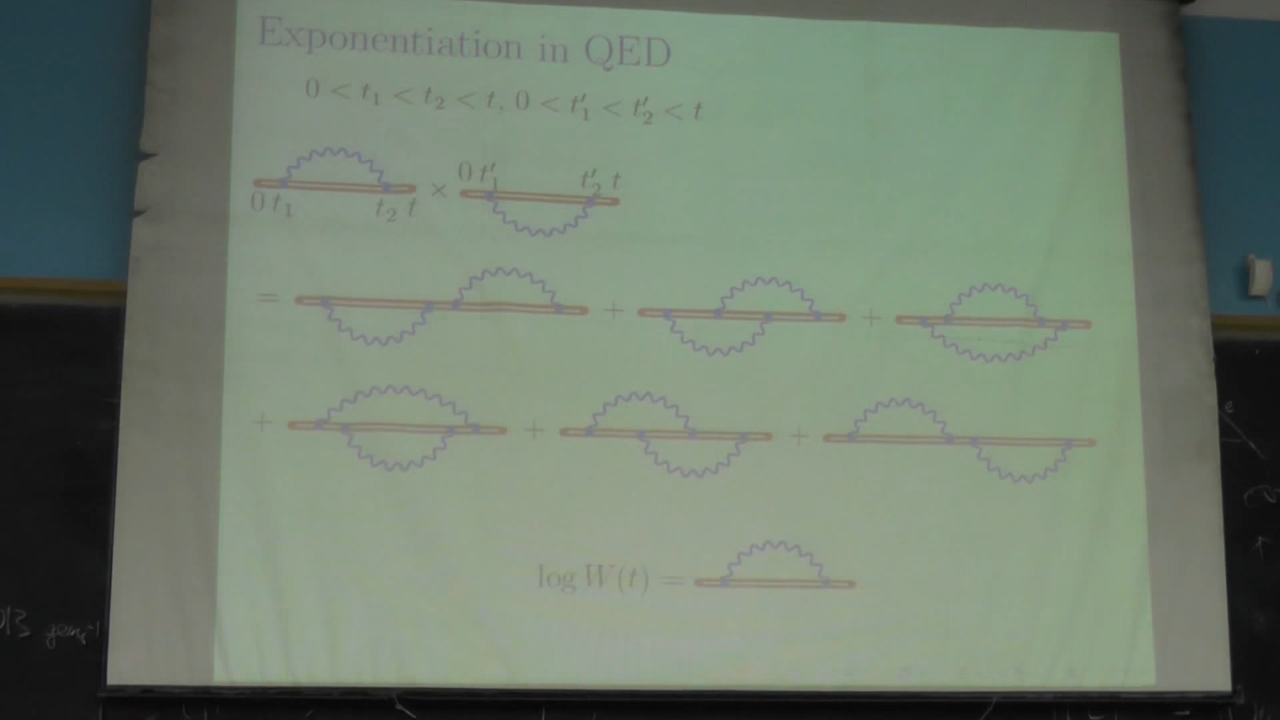 Exponentiation in QED
0 < t₁ < t₂ < t, 0 < t′₁ < t′₂ < t
0 t′₁ t′₂ t
×
0 t₁ t₂ t
= + +
+ + +
log W(t) =